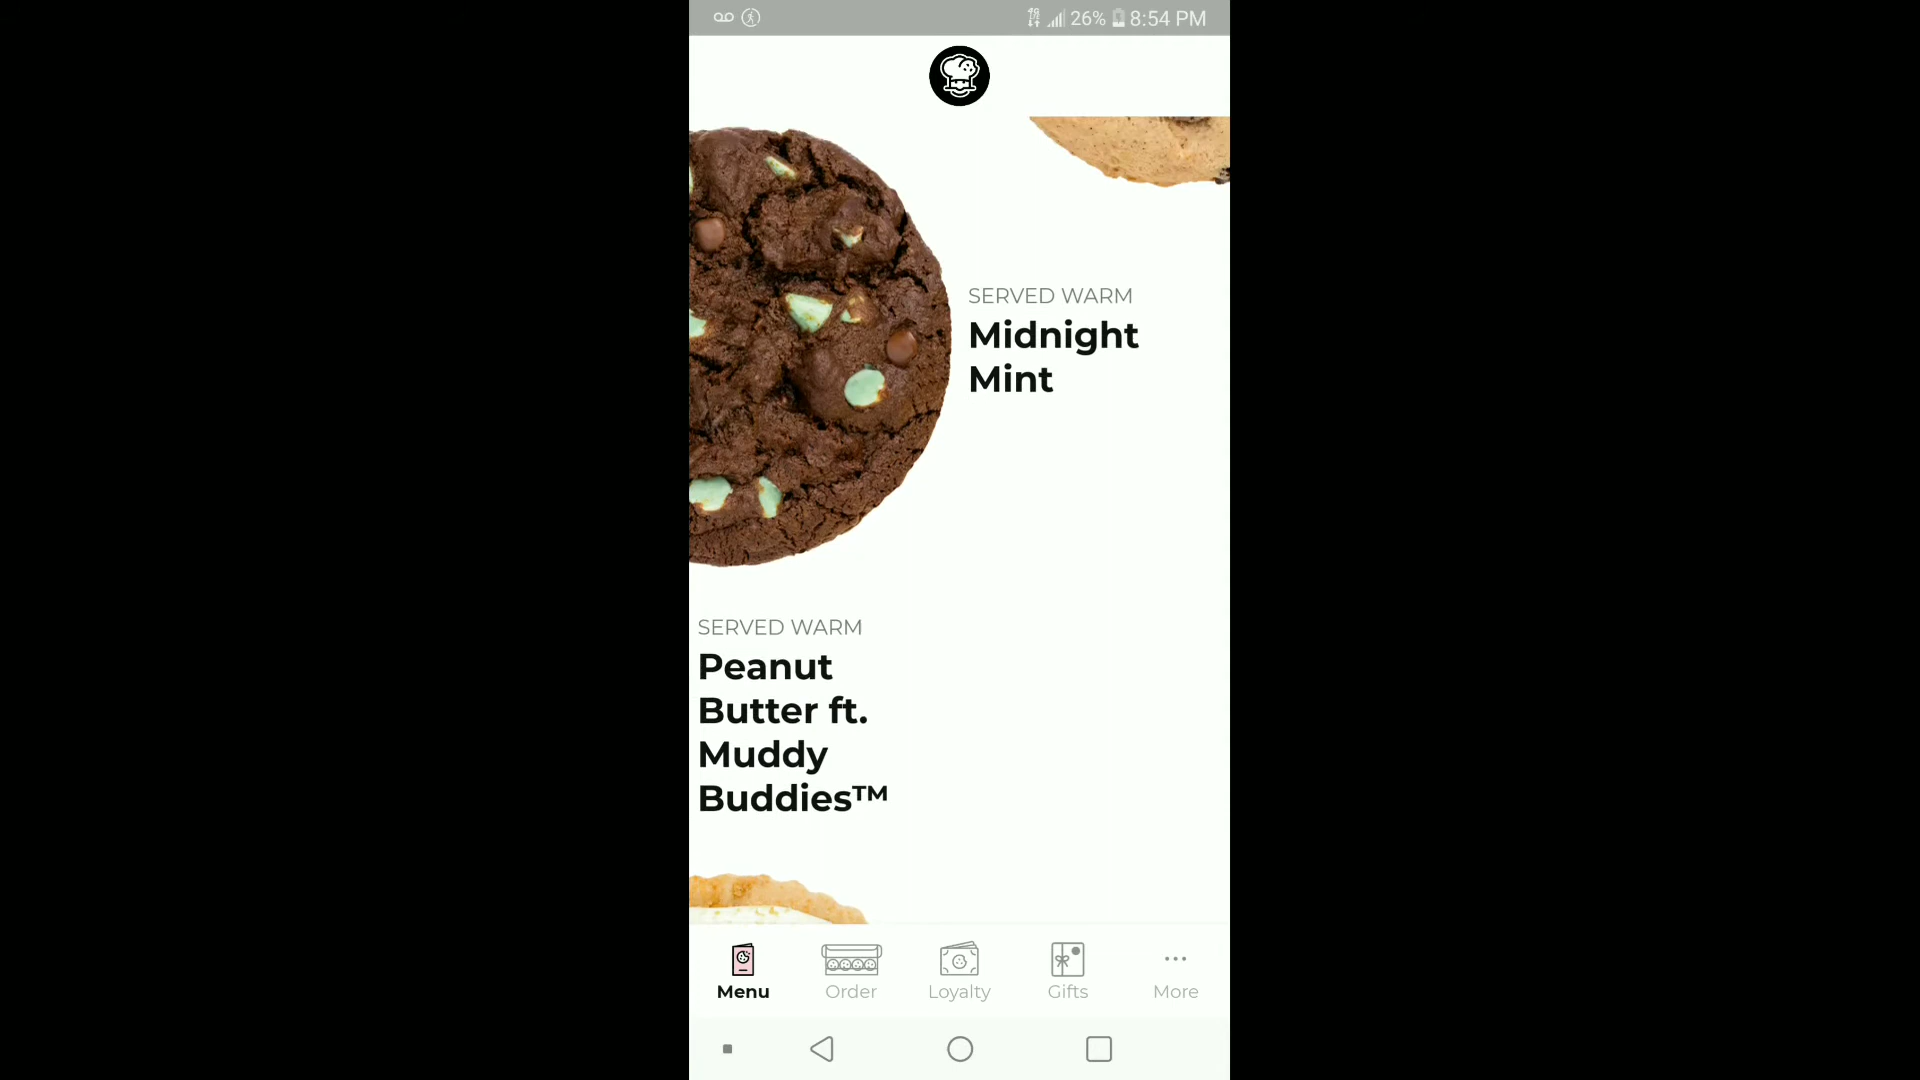 26% 8:54 PM
SERVED WARM
Midnight
Mint
SERVED WARM
Peanut
Butter ft.
Muddy
Buddies™
Menu
Order
Loyalty
Gifts
More